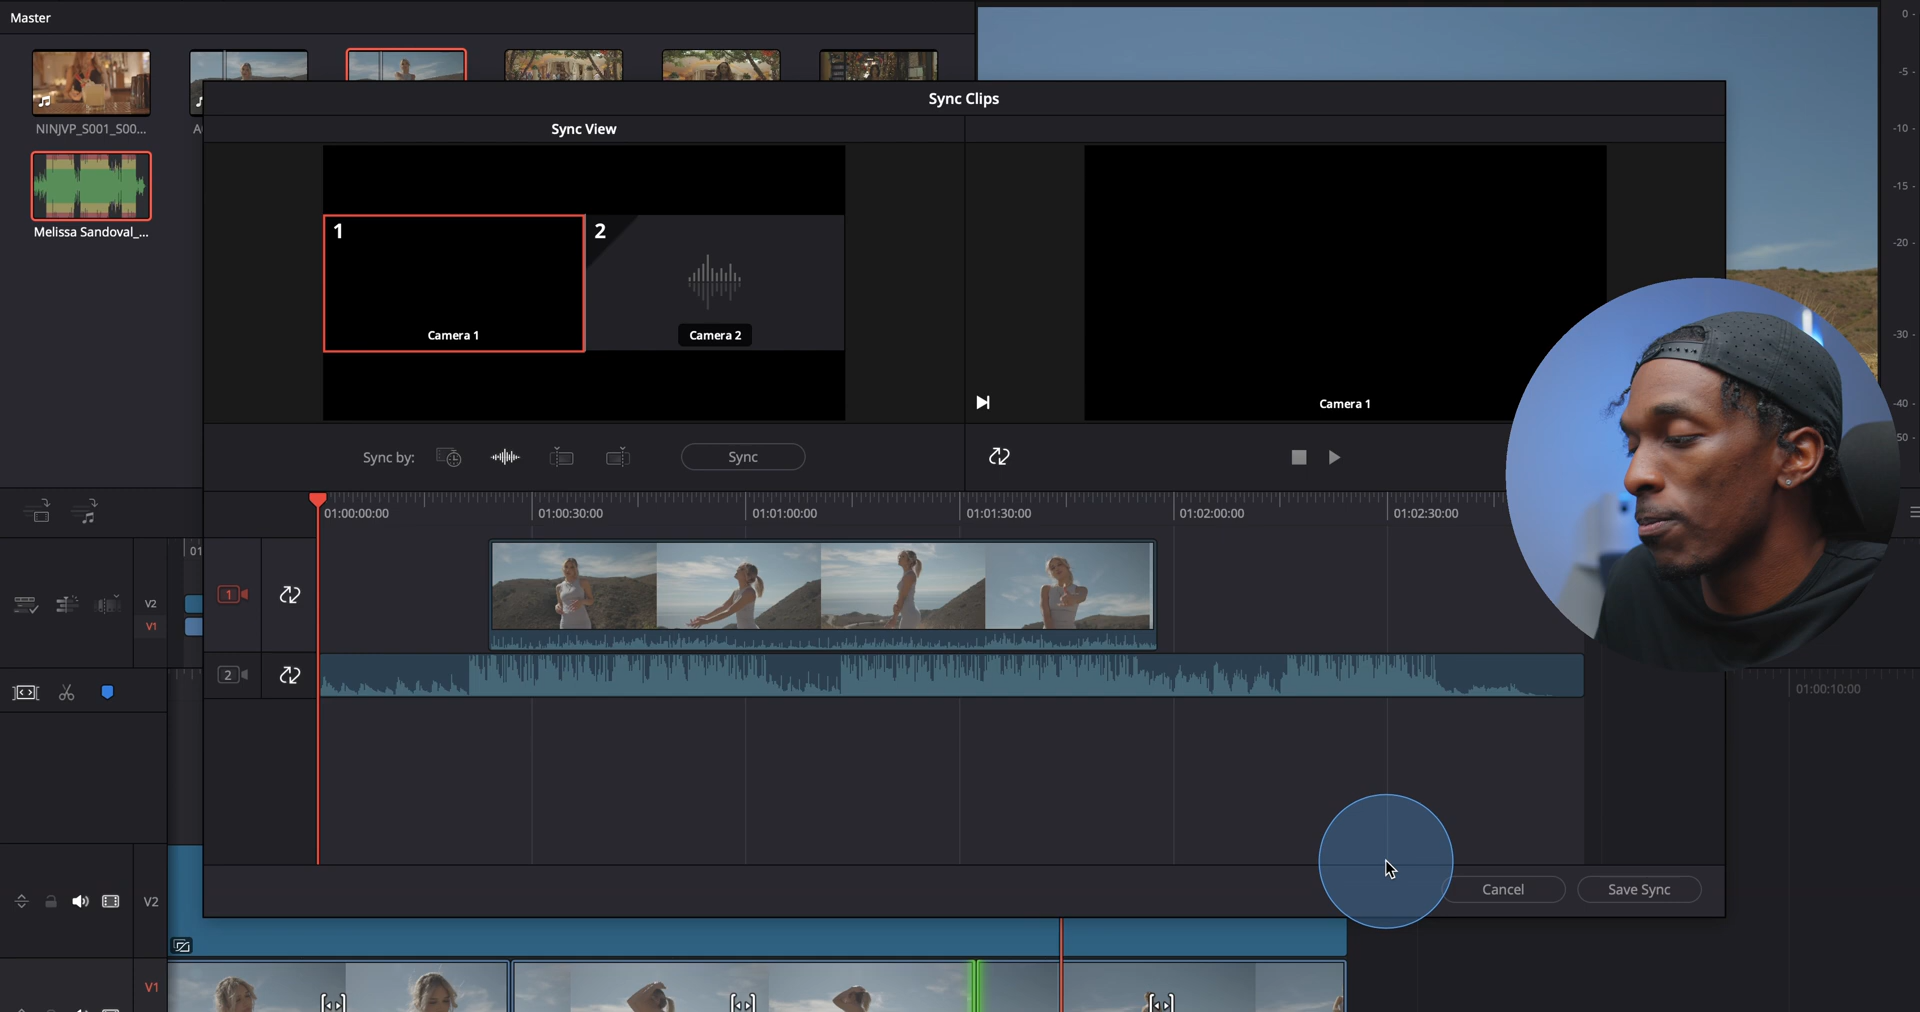 Master
0 -
-5 -
-10 -
-15 -
-20 -
-30 -
-40 -
50 -
Sync Clips
NINJVP_S001_S00...
A
Sync View
Melissa Sandoval_...
1
2
Camera 1
Camera 2
Camera 1
Sync by:
Sync
01:00:00:00
01:00:30:00
01:01:00:00
01:01:30:00
01:02:00:00
01:02:30:00
01
1
V2
V1
2
01:00:10:00
Cancel
Save Sync
V2
V1